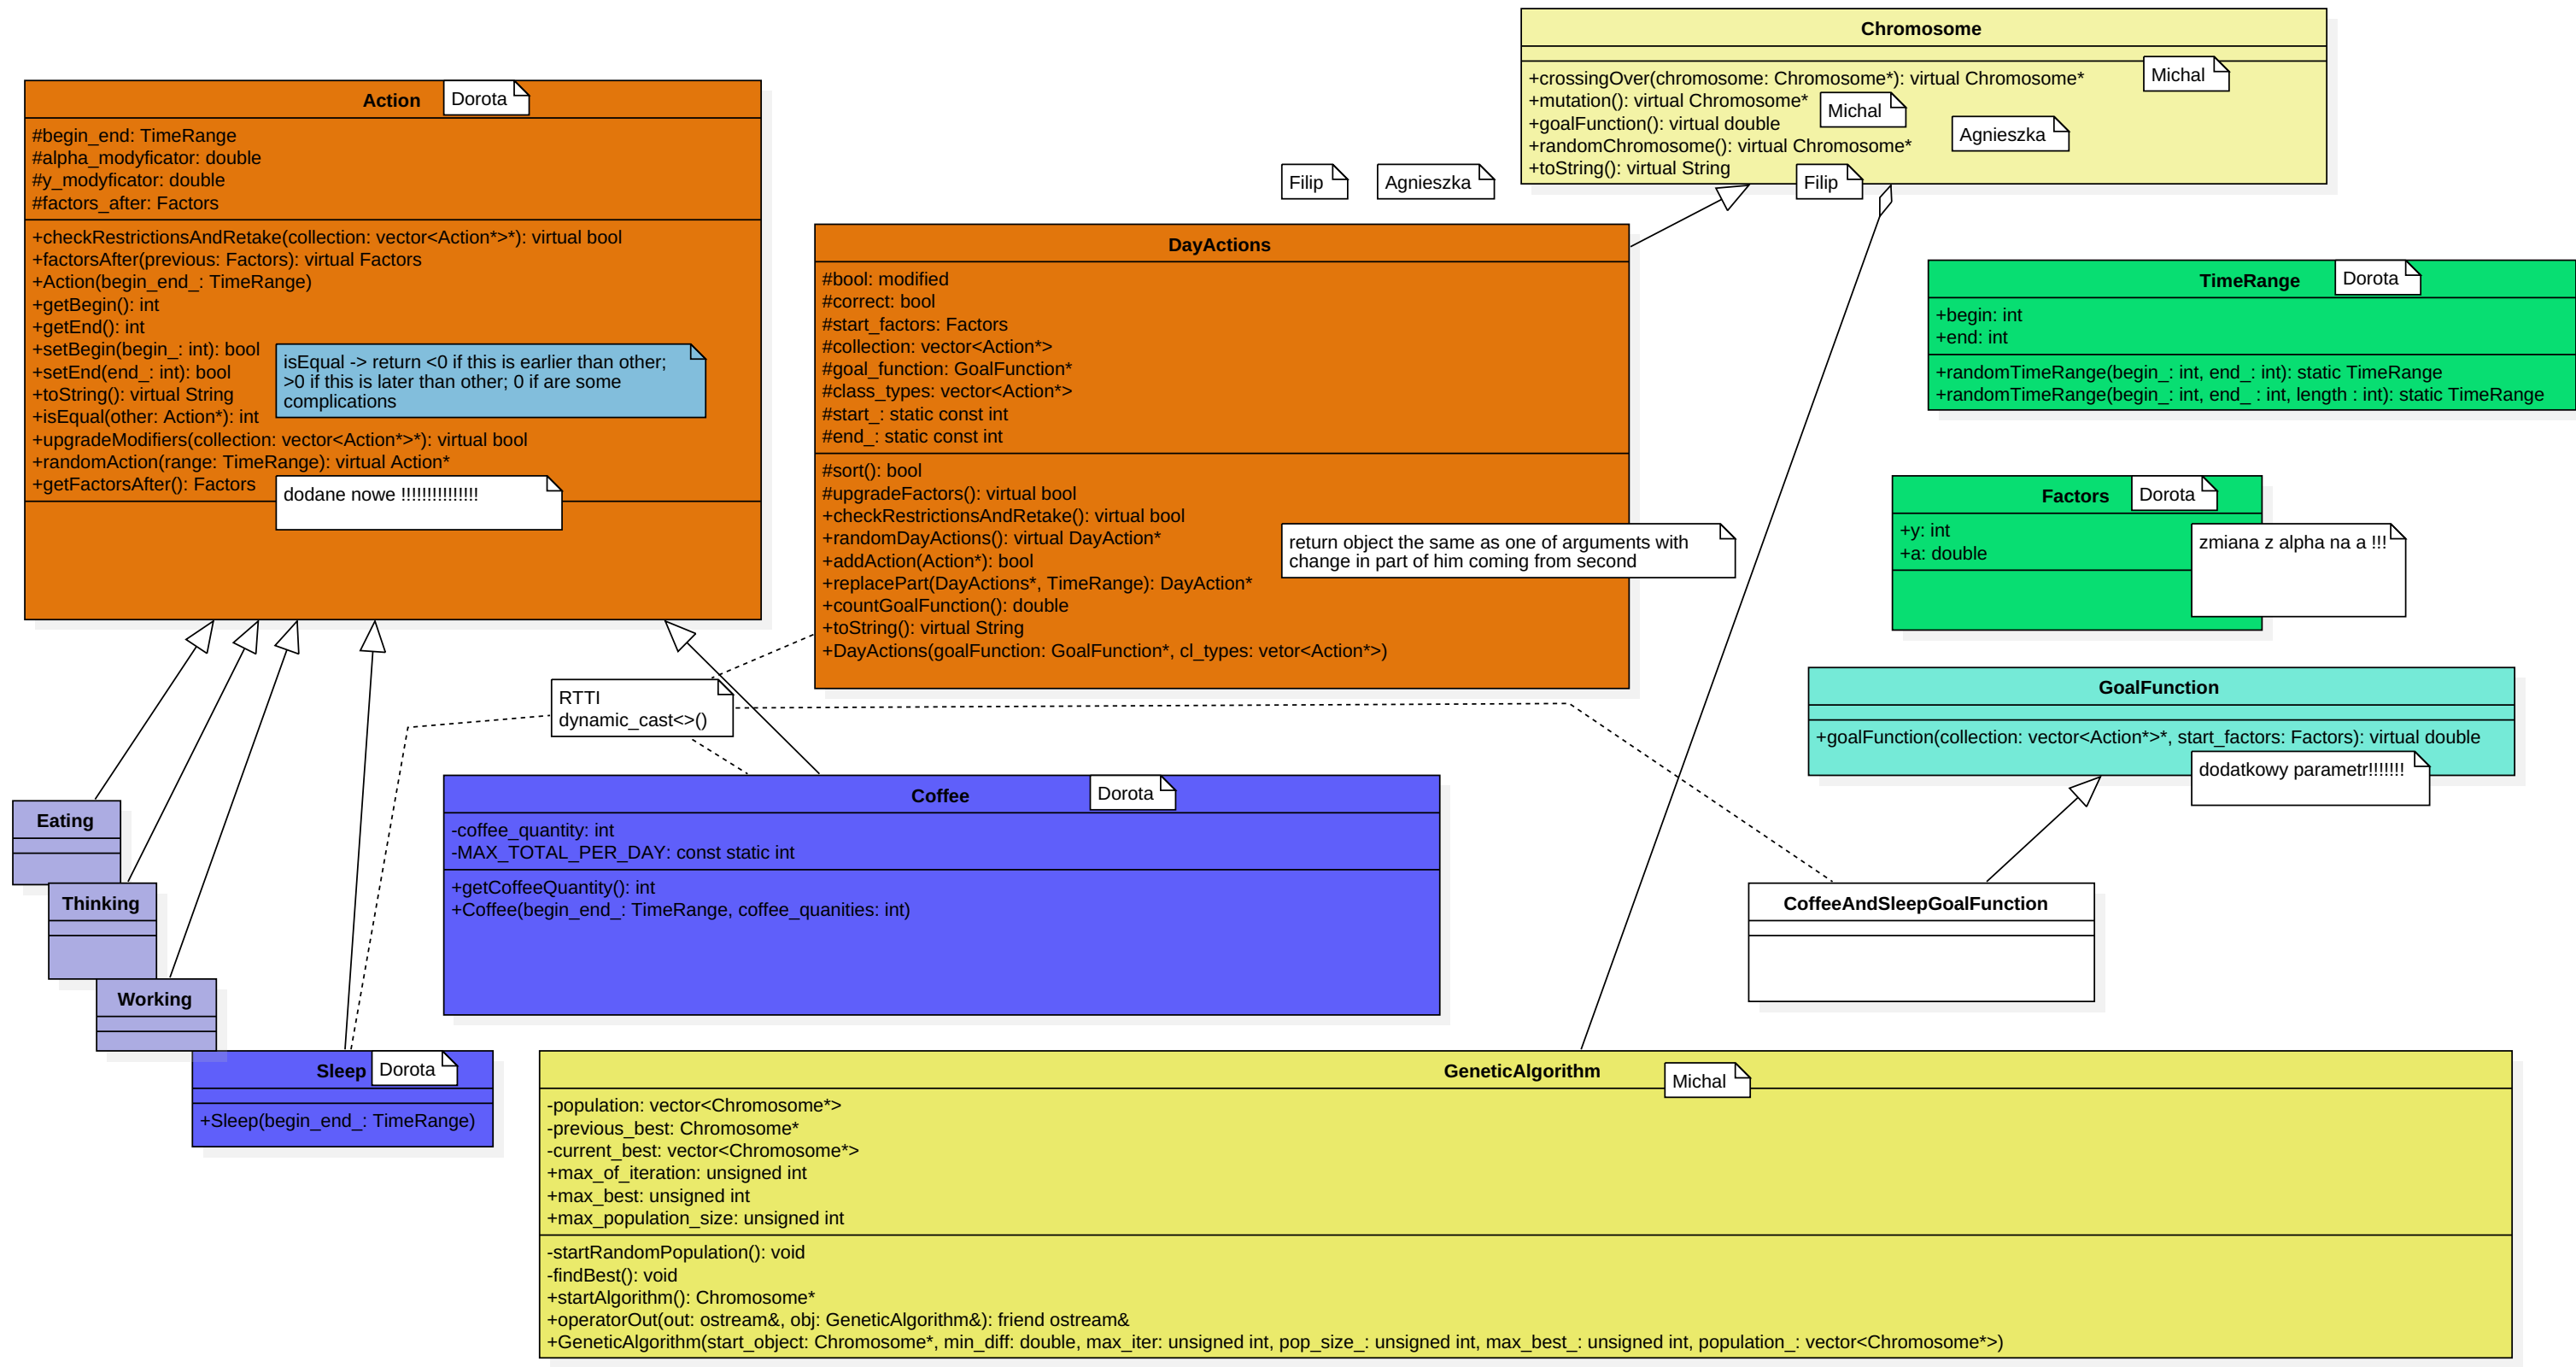 Chromosome
+crossingOver(chromosome: Chromosome*): virtual Chromosome*
+mutation(): virtual Chromosome*
+goalFunction(): virtual double
+randomChromosome(): virtual Chromosome*
+toString(): virtual String
Michal
Michal
Agnieszka
Filip
Filip
Agnieszka
Action
Dorota
#begin_end: TimeRange
#alpha_modyficator: double
#y_modyficator: double
#factors_after: Factors
+checkRestrictionsAndRetake(collection: vector<Action*>*): virtual bool
+factorsAfter(previous: Factors): virtual Factors
+Action(begin_end_: TimeRange)
+getBegin(): int
+getEnd(): int
+setBegin(begin_: int): bool
+setEnd(end_: int): bool
+toString(): virtual String
+isEqual(other: Action*): int
+upgradeModifiers(collection: vector<Action*>*): virtual bool
+randomAction(range: TimeRange): virtual Action*
+getFactorsAfter(): Factors
isEqual -> return <0 if this is earlier than other;
>0 if this is later than other; 0 if are some
complications
dodane nowe !!!!!!!!!!!!!!!
DayActions
#bool: modified
#correct: bool
#start_factors: Factors
#collection: vector<Action*>
#goal_function: GoalFunction*
#class_types: vector<Action*>
#start_: static const int
#end_: static const int
#sort(): bool
#upgradeFactors(): virtual bool
+checkRestrictionsAndRetake(): virtual bool
+randomDayActions(): virtual DayAction*
+addAction(Action*): bool
+replacePart(DayActions*, TimeRange): DayAction*
+countGoalFunction(): double
+toString(): virtual String
+DayActions(goalFunction: GoalFunction*, cl_types: vetor<Action*>)
return object the same as one of arguments with
change in part of him coming from second
TimeRange
Dorota
+begin: int
+end: int
+randomTimeRange(begin_: int, end_: int): static TimeRange
+randomTimeRange(begin_: int, end_ : int, length : int): static TimeRange
Factors
Dorota
+y: int
+a: double
zmiana z alpha na a !!!
GoalFunction
+goalFunction(collection: vector<Action*>*, start_factors: Factors): virtual double
dodatkowy parametr!!!!!!!
RTTI
dynamic_cast<>()
Coffee
Dorota
-coffee_quantity: int
-MAX_TOTAL_PER_DAY: const static int
+getCoffeeQuantity(): int
+Coffee(begin_end_: TimeRange, coffee_quanities: int)
Eating
Thinking
Working
CoffeeAndSleepGoalFunction
Sleep
Dorota
+Sleep(begin_end_: TimeRange)
GeneticAlgorithm
Michal
-population: vector<Chromosome*>
-previous_best: Chromosome*
-current_best: vector<Chromosome*>
+max_of_iteration: unsigned int
+max_best: unsigned int
+max_population_size: unsigned int
-startRandomPopulation(): void
-findBest(): void
+startAlgorithm(): Chromosome*
+operatorOut(out: ostream&, obj: GeneticAlgorithm&): friend ostream&
+GeneticAlgorithm(start_object: Chromosome*, min_diff: double, max_iter: unsigned int, pop_size_: unsigned int, max_best_: unsigned int, population_: vector<Chromosome*>)